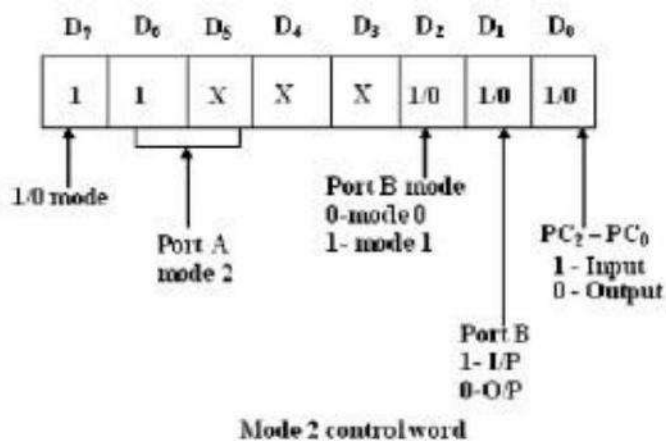 D₇ D₆ D₅ D₄ D₃ D₂ D₁ D₀
1 1 X X X 1/0 1/0 1/0
1/0 mode
Port A
mode 2
Port B mode
0-mode 0
1- mode 1
PC₂ – PC₀
1 - Input
0 - Output
Port B
1- I/P
0-O/P
Mode 2 control word